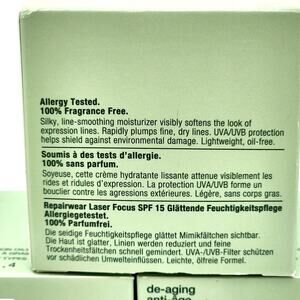 Allergy Tested.
100% Fragrance Free.
Silky, line-smoothing moisturizer visibly softens the look of
expression lines. Rapidly plumps fine, dry lines. UVA/UVB protection
helps shield against environmental damage. Lightweight, oil-free.
Soumis à des tests d'allergie.
100% sans parfum.
Soyeuse, cette crème hydratante lissante atténue visiblement les
rides et ridules d'expression. La protection UVA/UVB forme un
bouclier contre les agressions extérieures. Légère, sans corps gras.
Repairwear Laser Focus SPF 15 Glättende Feuchtigkeitspflege
Allergiegetestet.
100% Parfumfrei.
Die seidige Feuchtigkeitspflege glättet Mimikfältchen sichtbar.
Die Haut ist glatter, Linien werden reduziert und feine
Trockenheitsfältchen schnell gemindert. UVA-/UVB-Filter schützen
vor schädlichen Umwelteinflüssen. Leichte, ölfreie Formel.
de-aging
anti-âge